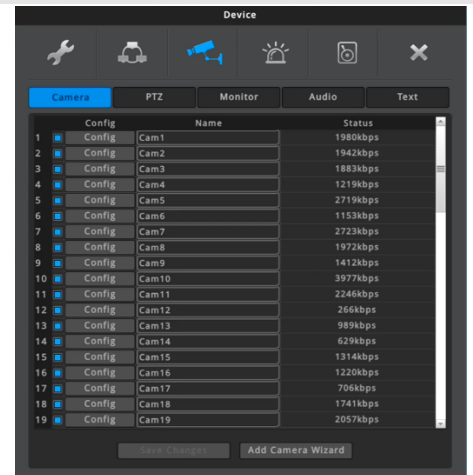 Device
Camera PTZ Monitor Audio Text
Config Name Status
1 Config Cam1 1980kbps
2 Config Cam2 1942kbps
3 Config Cam3 1883kbps
4 Config Cam4 1219kbps
5 Config Cam5 2719kbps
6 Config Cam6 1153kbps
7 Config Cam7 2723kbps
8 Config Cam8 1972kbps
9 Config Cam9 1412kbps
10 Config Cam10 3977kbps
11 Config Cam11 2246kbps
12 Config Cam12 266kbps
13 Config Cam13 989kbps
14 Config Cam14 629kbps
15 Config Cam15 1314kbps
16 Config Cam16 1220kbps
17 Config Cam17 706kbps
18 Config Cam18 1741kbps
19 Config Cam19 2057kbps
Save Changes Add Camera Wizard